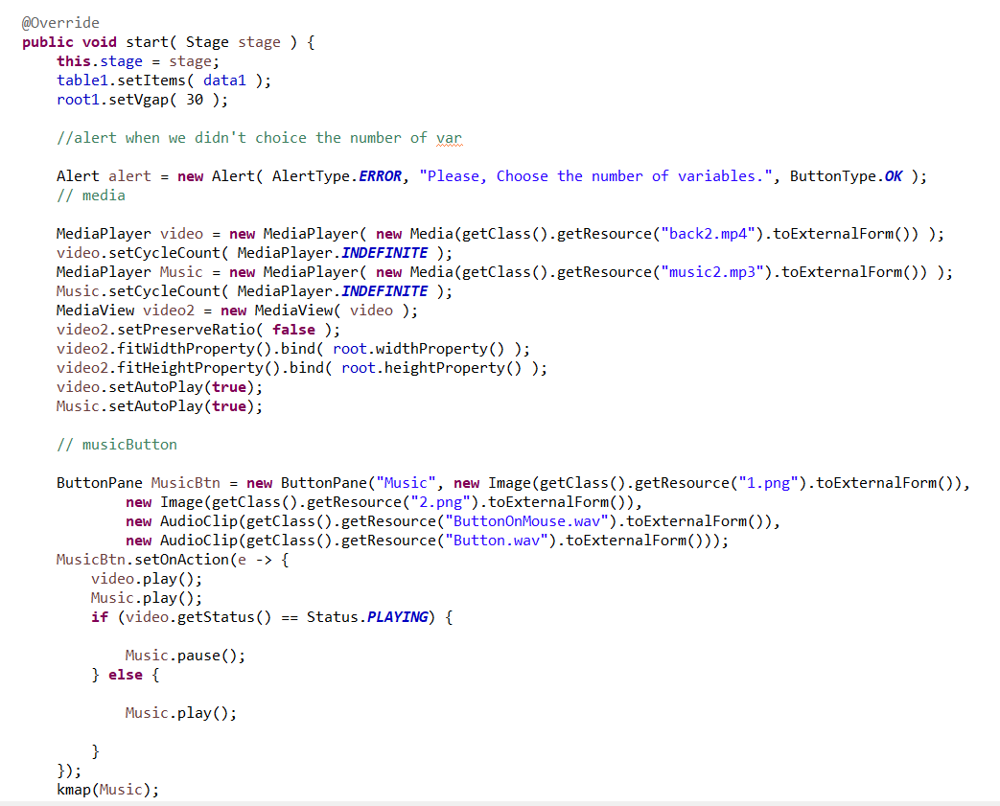 @Override
public void start( Stage stage ) {
this.stage = stage;
table1.setItems( data1 );
root1.setVgap( 30 );
//alert when we didn't choice the number of var
Alert alert = new Alert( AlertType.ERROR, "Please, Choose the number of variables.", ButtonType.OK );
// media
MediaPlayer video = new MediaPlayer( new Media(getClass().getResource("back2.mp4").toExternalForm()) );
video.setCycleCount( MediaPlayer.INDEFINITE );
MediaPlayer Music = new MediaPlayer( new Media(getClass().getResource("music2.mp3").toExternalForm()) );
Music.setCycleCount( MediaPlayer.INDEFINITE );
MediaView video2 = new MediaView( video );
video2.setPreserveRatio( false );
video2.fitWidthProperty().bind( root.widthProperty() );
video2.fitHeightProperty().bind( root.heightProperty() );
video.setAutoPlay(true);
Music.setAutoPlay(true);
// musicButton
ButtonPane MusicBtn = new ButtonPane("Music", new Image(getClass().getResource("1.png").toExternalForm()),
new Image(getClass().getResource("2.png").toExternalForm()),
new AudioClip(getClass().getResource("ButtonOnMouse.wav").toExternalForm()),
new AudioClip(getClass().getResource("Button.wav").toExternalForm()));
MusicBtn.setOnAction(e -> {
video.play();
Music.play();
if (video.getStatus() == Status.PLAYING) {
Music.pause();
} else {
Music.play();
}
});
kmap(Music);